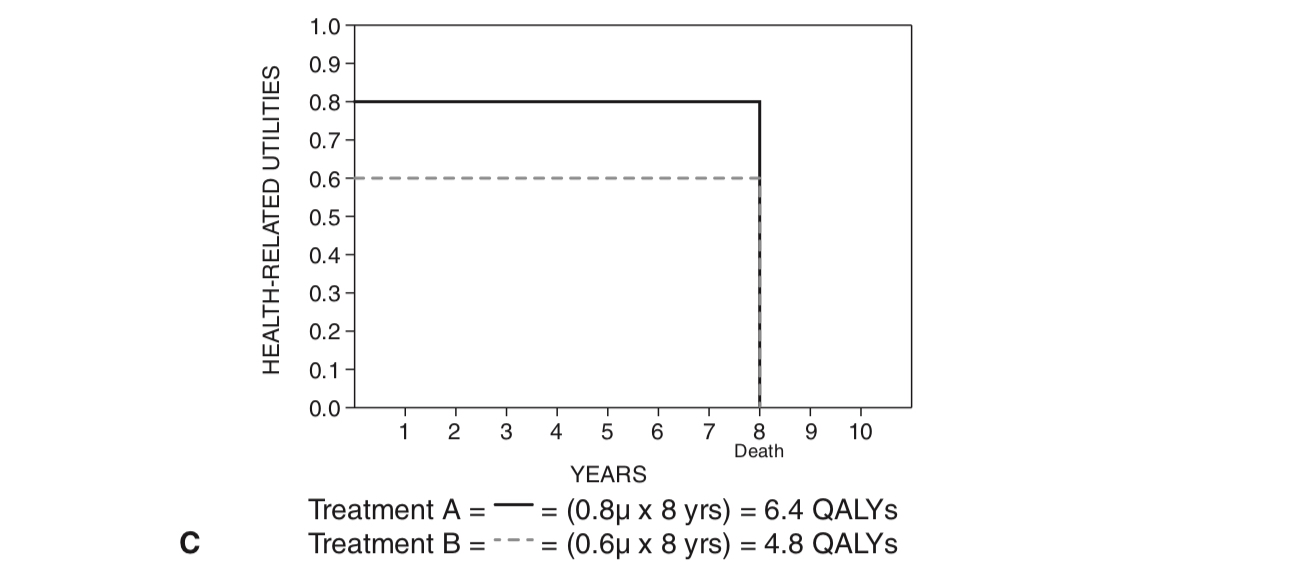 HEALTH-RELATED UTILITIES
1.0
0.9
0.8
0.7
0.6
0.5
0.4
0.3
0.2
0.1
0.0
1 2 3 4 5 6 7 8 9 10
Death
YEARS
Treatment A = = (0.8μ x 8 yrs) = 6.4 QALYs
C Treatment B = = (0.6μ x 8 yrs) = 4.8 QALYs